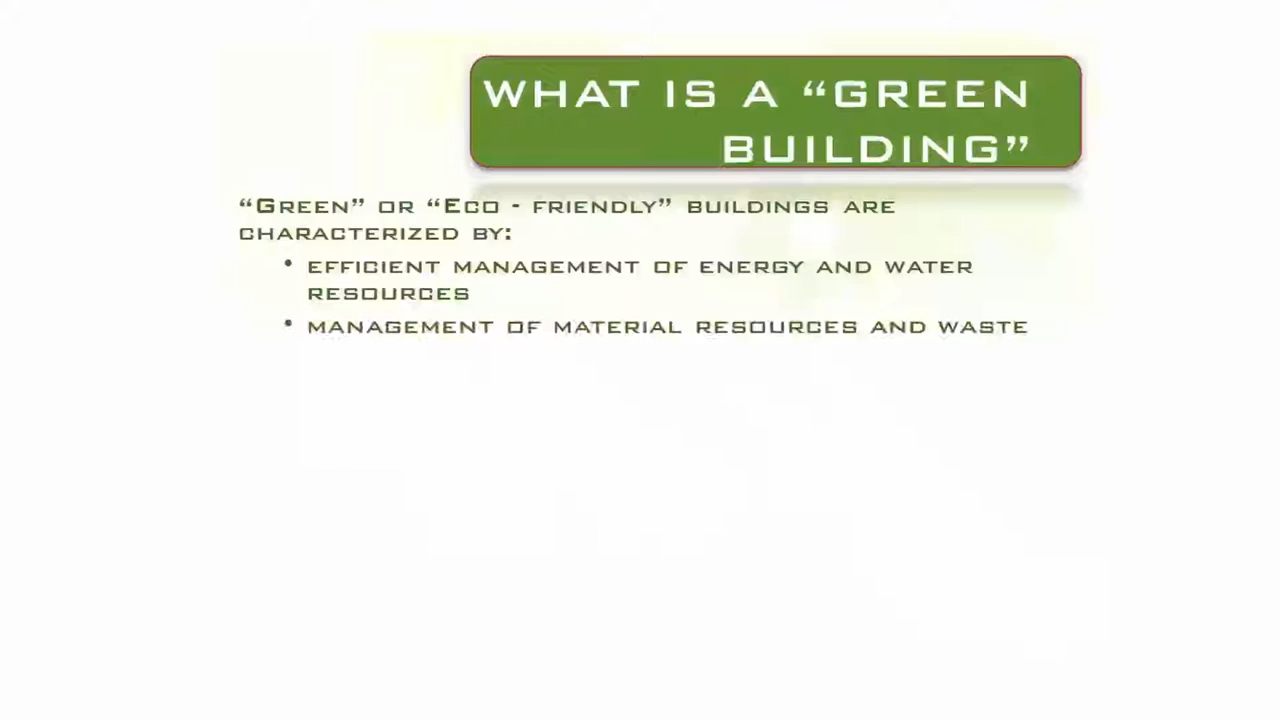 WHAT IS A “GREEN
BUILDING”
“Green” or “Eco - friendly” buildings are
characterized by:
• efficient management of energy and water
resources
• management of material resources and waste